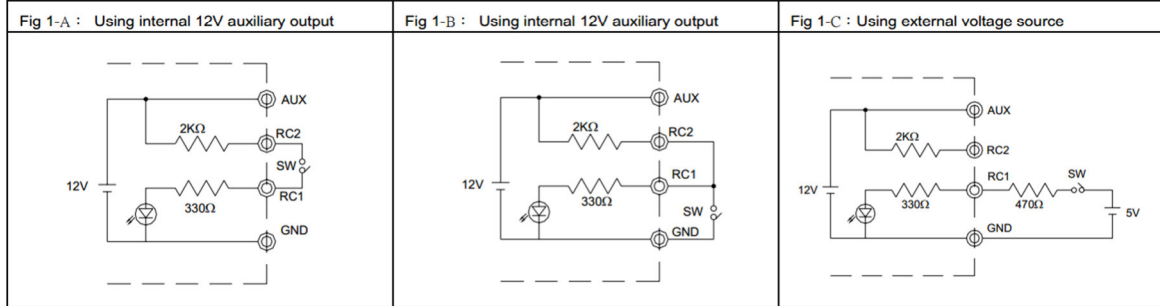 Fig 1-A： Using internal 12V auxiliary output
AUX
2KΩ
RC2
SW
12V
RC1
330Ω
GND
Fig 1-B： Using internal 12V auxiliary output
AUX
2KΩ
RC2
RC1
12V
330Ω
SW
GND
Fig 1-C：Using external voltage source
AUX
2KΩ
RC2
RC1
SW
12V
330Ω
470Ω
5V
GND